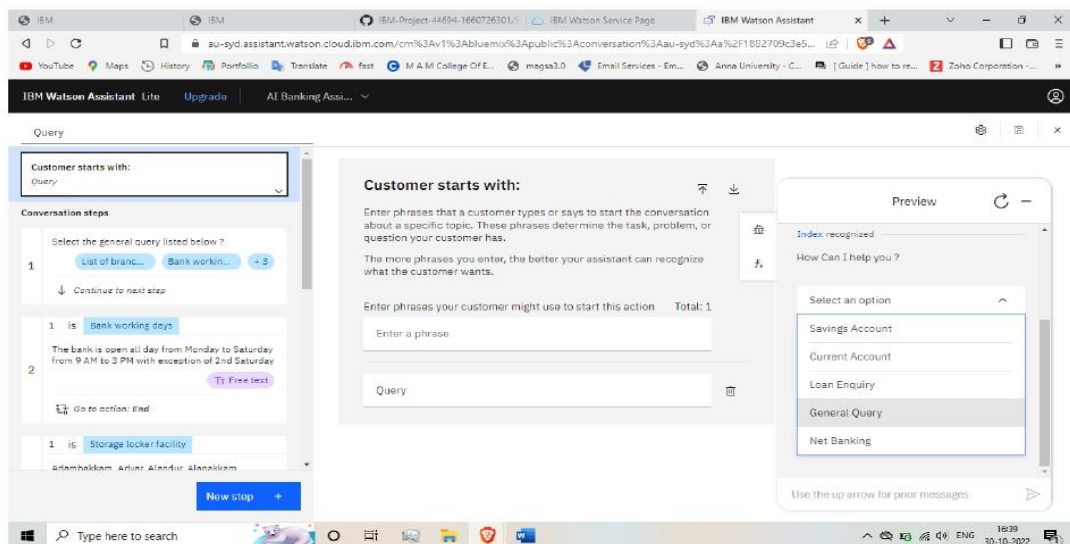 IBM
IBM
IBM-Project-44694-1660726301/
IBM Watson Service Page
IBM Watson Assistant
au-syd.assistant.watson.cloud.ibm.com/crn%3Av1%3Abluemix%3Apublic%3Aconversation%3Aau-syd%3Aa%2F1882709c3e5...
YouTube
Maps
History
Portfollio
Translate
fast
M A M College Of E...
magsa3.0
Email Services - Em...
Anna University - C...
[ Guide ] how to re...
Zoho Corporation -...
IBM Watson Assistant Lite
Upgrade
AI Banking Assi...
Query
Customer starts with:
Query
Conversation steps
1
Select the general query listed below ?
List of branc...
Bank workin...
+ 3
Continue to next step
2
1 is Bank working days
The bank is open all day from Monday to Saturday
from 9 AM to 3 PM with exception of 2nd Saturday
Free text
Go to action: End
1 is Storage locker facility
Adambakkam, Adyar, Alandur, Alapakkam
New step +
Customer starts with:
Enter phrases that a customer types or says to start the conversation
about a specific topic. These phrases determine the task, problem, or
question your customer has.
The more phrases you enter, the better your assistant can recognize
what the customer wants.
Enter phrases your customer might use to start this action
Total: 1
Enter a phrase
Query
Preview
Index recognized
How Can I help you ?
Select an option
Savings Account
Current Account
Loan Enquiry
General Query
Net Banking
Use the up arrow for prior messages
Type here to search
ENG
16:39
30-10-2022